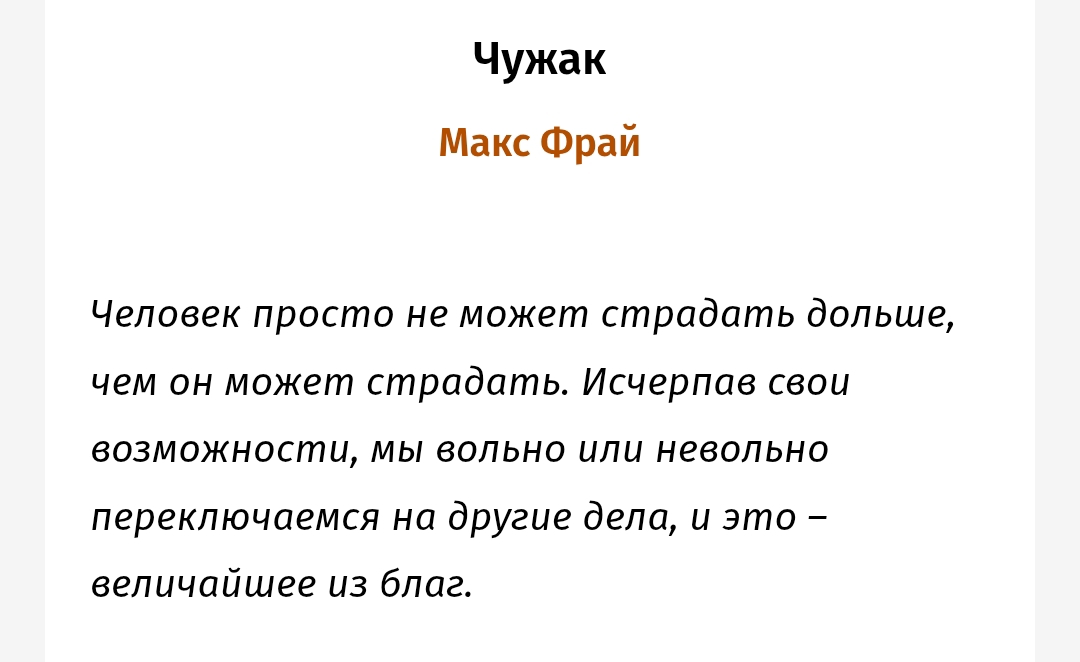 Чужак
Макс Фрай
Человек просто не может страдать дольше,
чем он может страдать. Исчерпав свои
возможности, мы вольно или невольно
переключаемся на другие дела, и это –
величайшее из благ.